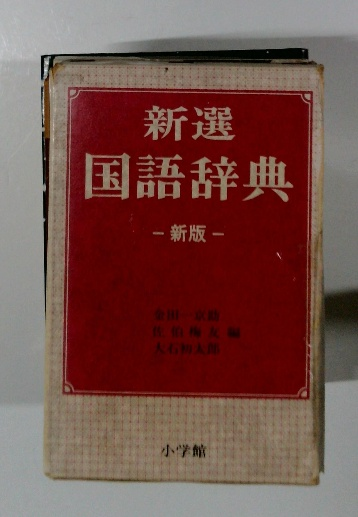 新選
国語辞典
－新版－
金田一京助
佐伯梅友 編
大石初太郎
小学館